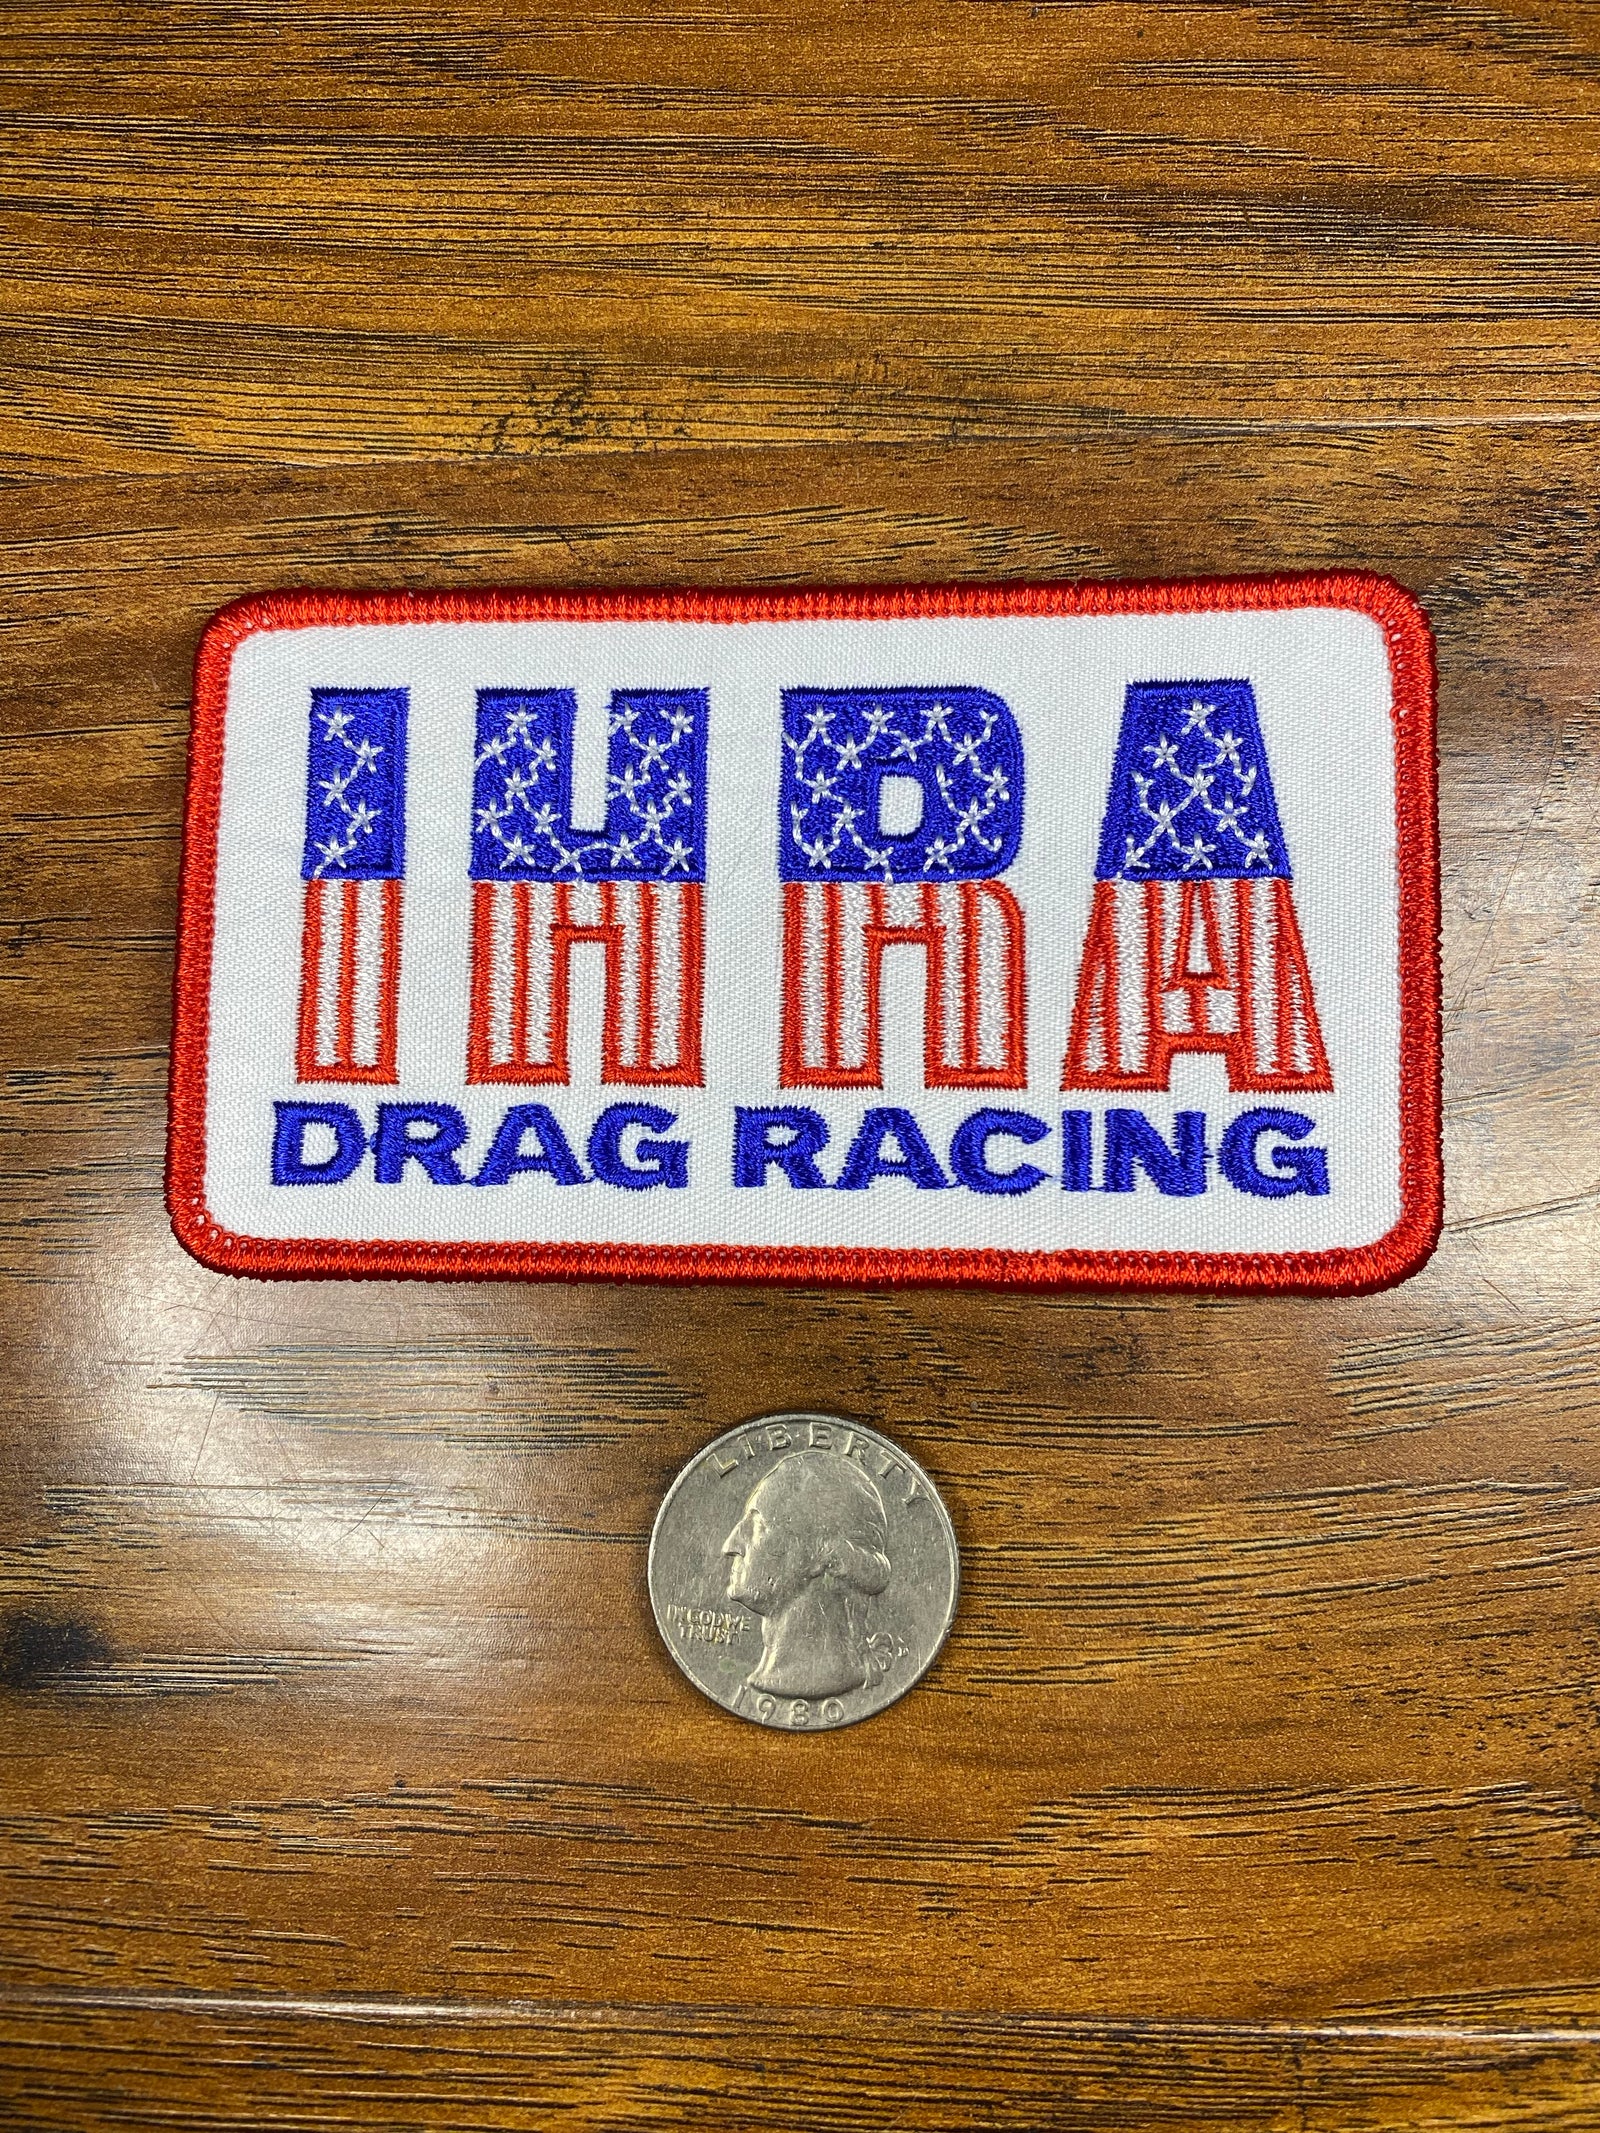 IHRA
DRAG RACING
LIBERTY
IN GOD WE
TRUST
1980